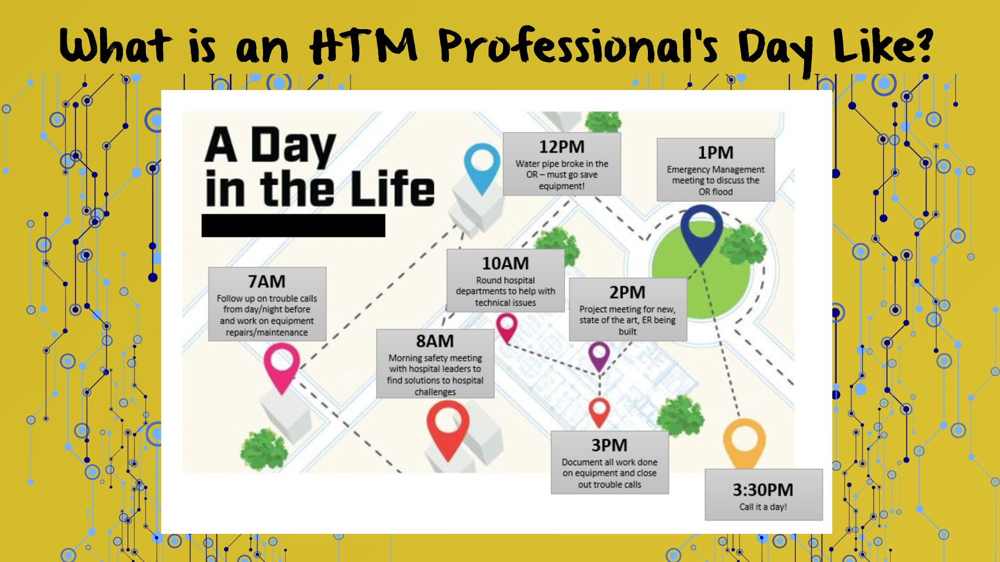 What is an HTM Professional's Day Like?
A Day
in the Life
7AM
Follow up on trouble calls
from day/night before
and work on equipment
repairs/maintenance
8AM
Morning safety meeting
with hospital leaders to
find solutions to hospital
challenges
10AM
Round hospital
departments to help with
technical issues
12PM
Water pipe broke in the
OR – must go save
equipment!
1PM
Emergency Management
meeting to discuss the
OR flood
2PM
Project meeting for new,
state of the art, ER being
built
3PM
Document all work done
on equipment and close
out trouble calls
3:30PM
Call it a day!